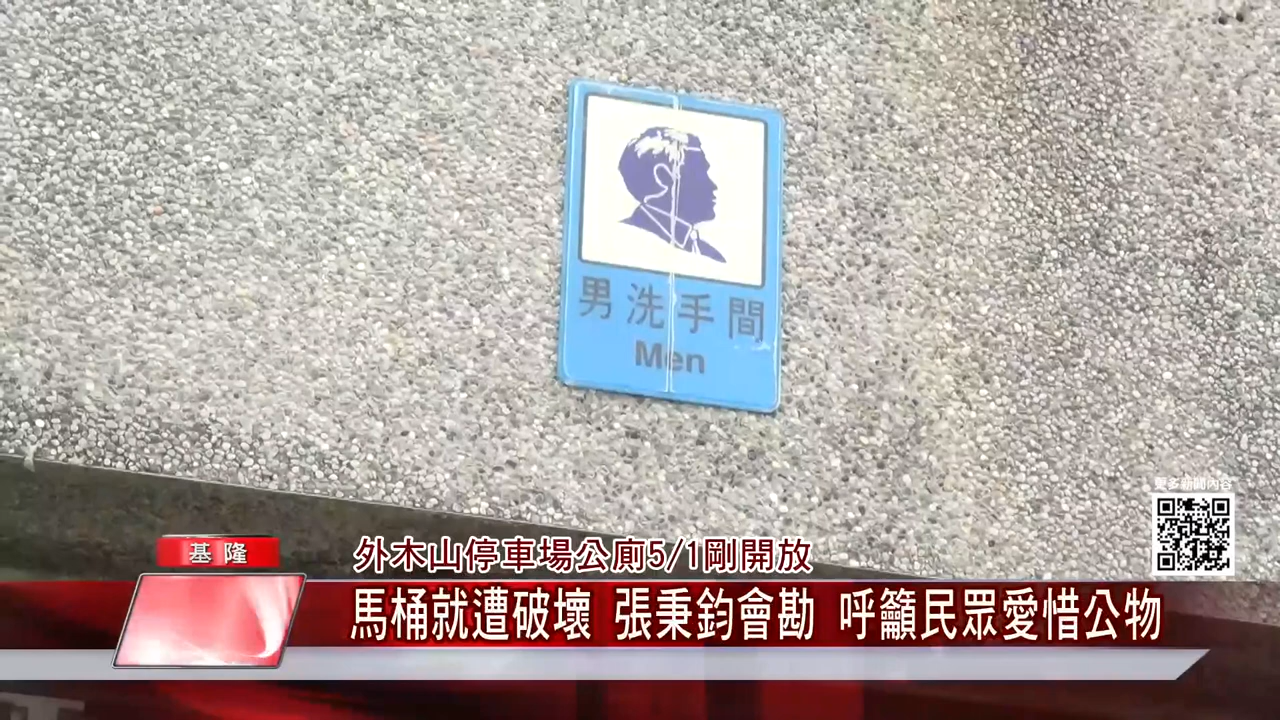 男洗手間
Men
更多新聞內容
基隆
外木山停車場公廁5/1剛開放
馬桶就遭破壞 張秉鈞會勘 呼籲民眾愛惜公物